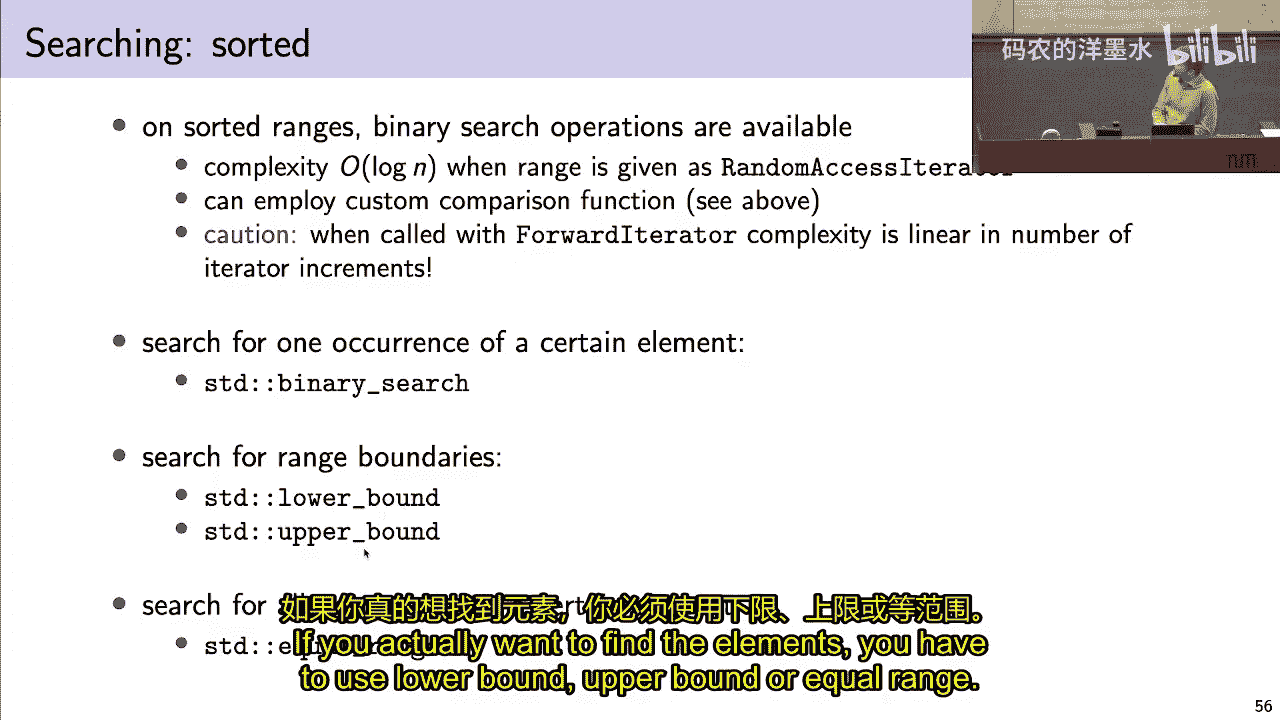 Searching: sorted
码农的洋墨水 bilibili
on sorted ranges, binary search operations are available
complexity O(log n) when range is given as
can employ custom comparison function (see above)
caution: when called with ForwardIterator complexity is linear in number of
iterator increments!
search for one occurrence of a certain element:
std::binary_search
search for range boundaries:
std::lower_bound
std::upper_bound
search for
如果你真的想找到元素，你必须使用下限、上限或等范围。
If you actually want to find the elements, you have
to use lower bound, upper bound or equal range.
56